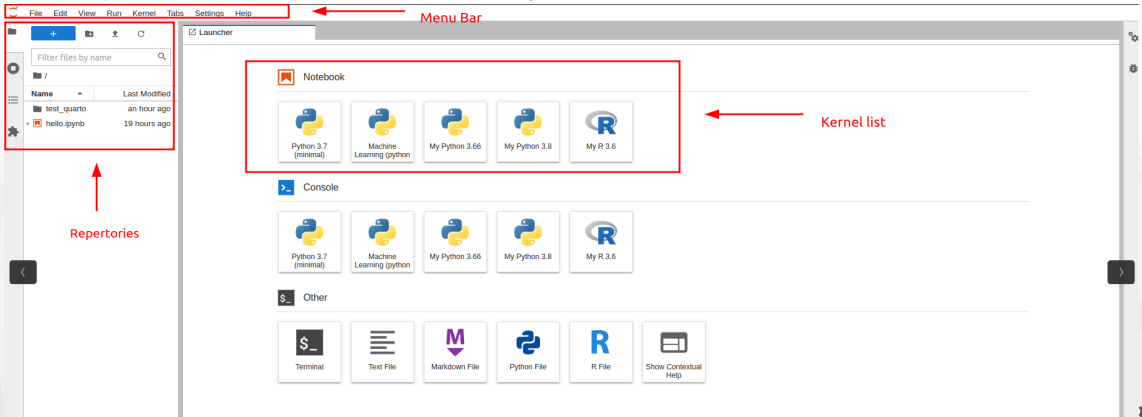 File Edit View Run Kernel Tabs Settings Help
Menu Bar
Launcher
Filter files by name
/
Name Last Modified
test_quarto an hour ago
hello.ipynb 19 hours ago
Repertories
Notebook
Python 3.7
(minimal)
Machine
Learning (python
My Python 3.66
My Python 3.8
My R 3.6
Kernel list
Console
Python 3.7
(minimal)
Machine
Learning (python
My Python 3.66
My Python 3.8
My R 3.6
$_ Other
$_
Terminal
Text File
M
Markdown File
Python File
R
R File
Show Contextual
Help